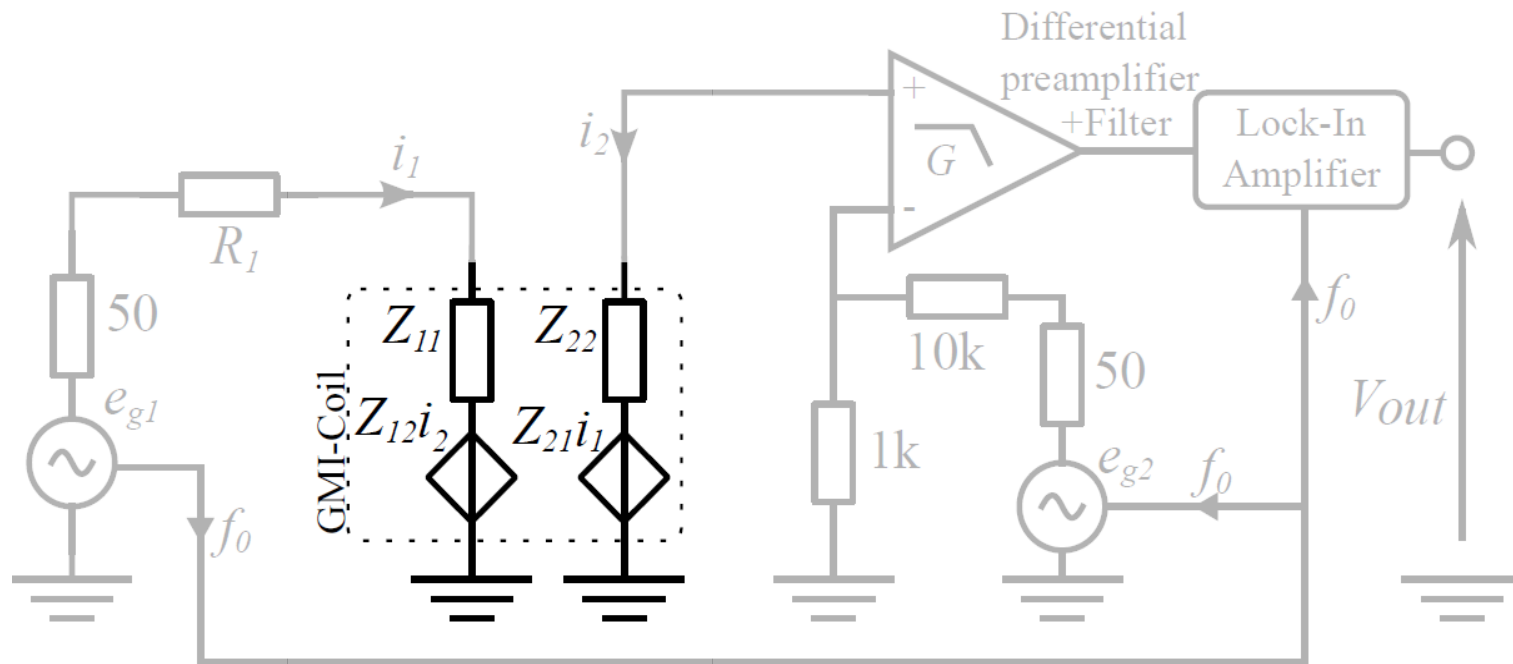 Differential
preamplifier
+Filter
Lock-In
Amplifier
+
G
-
i2
i1
R1
50
eg1
f0
GMI-Coil
Z11
Z22
Z12i2
Z21i1
10k
50
1k
eg2
f0
f0
Vout